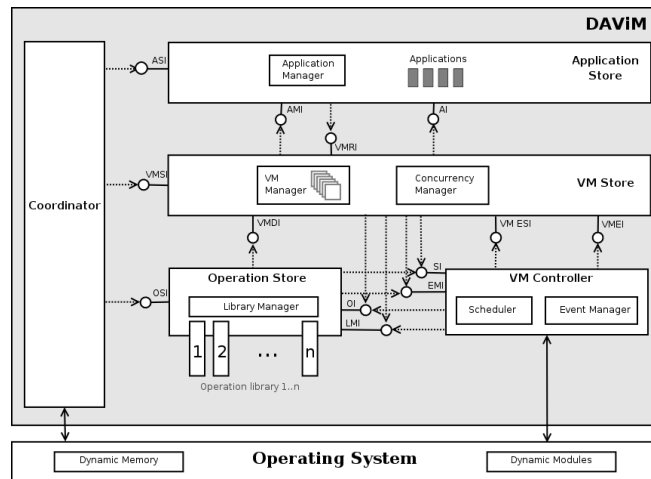 DAViM
ASI
Application
Manager
Applications
Application
Store
AMI
AI
VMRI
Coordinator
VMSI
VM
Manager
Concurrency
Manager
VM Store
VMDI
VM ESI
VMEI
Operation Store
SI
VM Controller
EMI
OSI
Library Manager
OI
Scheduler
Event Manager
LMI
1
2
...
n
Operation library 1..n
Operating System
Dynamic Memory
Dynamic Modules